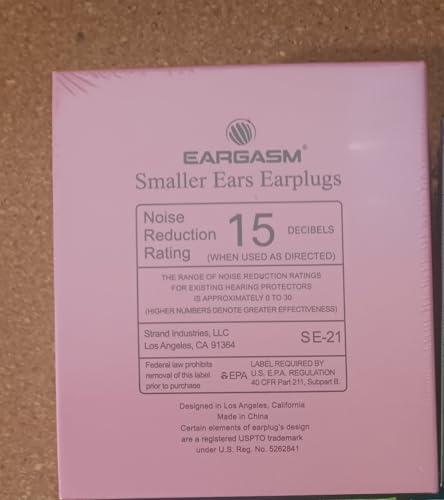 EARGASM®
Smaller Ears Earplugs
Noise
Reduction
Rating
15
DECIBELS
(WHEN USED AS DIRECTED)
THE RANGE OF NOISE REDUCTION RATINGS
FOR EXISTING HEARING PROTECTORS
IS APPROXIMATELY 0 TO 30
(HIGHER NUMBERS DENOTE GREATER EFFECTIVENESS)
Strand Industries, LLC
Los Angeles, CA 91364
SE-21
Federal law prohibits
removal of this label
prior to purchase
EPA
LABEL REQUIRED BY
U.S. E.P.A. REGULATION
40 CFR Part 211, Subpart B.
Designed in Los Angeles, California
Made in China
Certain elements of earplug's design
are a registered USPTO trademark
under U.S. Reg. No. 5262841